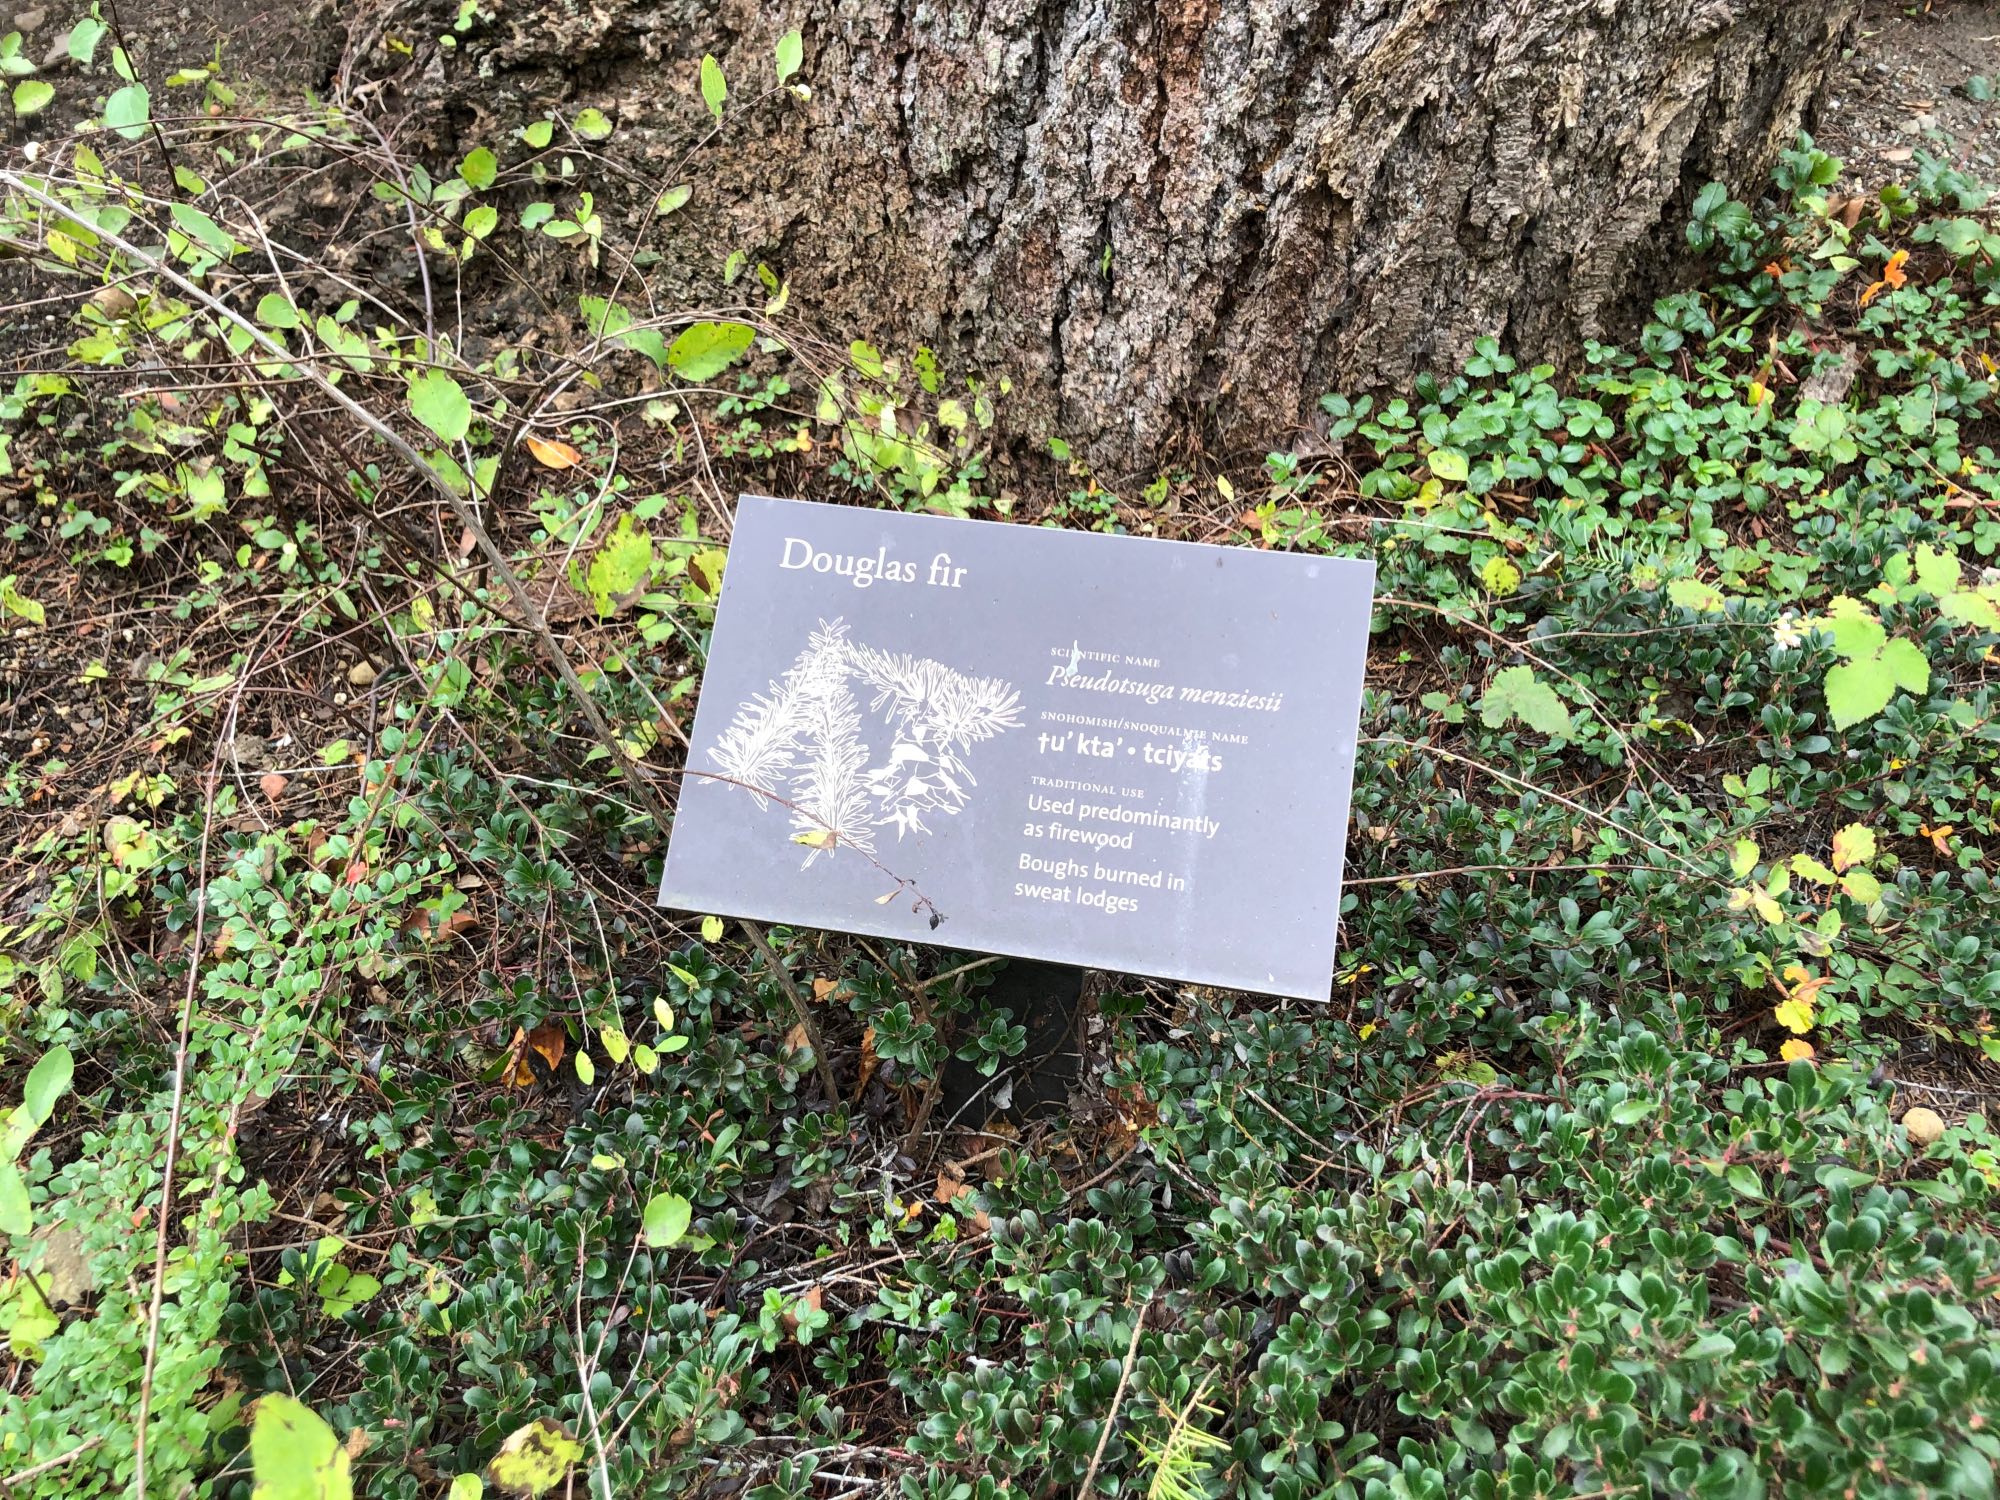 Douglas fir
SCIENTIFIC NAME
Pseudotsuga menziesii
SNOHOMISH/SNOQUALMIE NAME
†u’ kta’ • tciyats
TRADITIONAL USE
Used predominantly
as firewood
Boughs burned in
sweat lodges